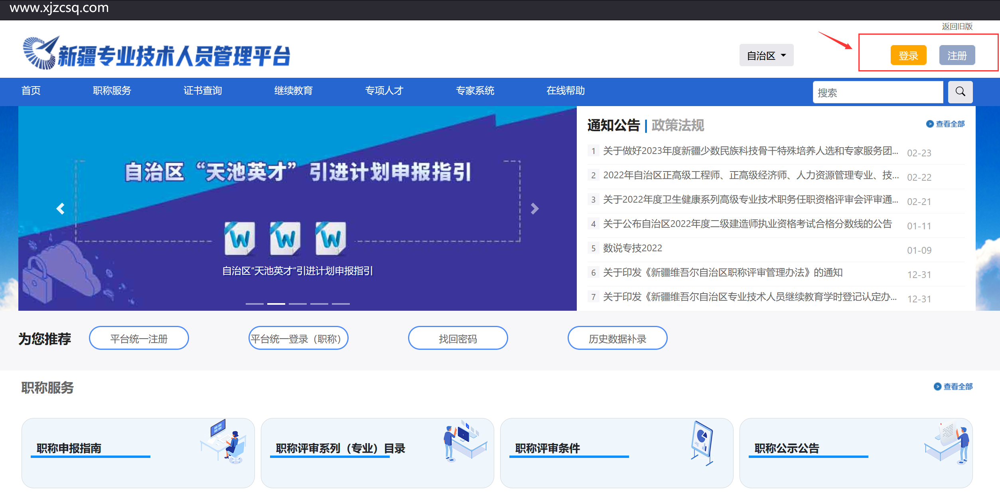 www.xjzcsq.com
返回旧版
新疆专业技术人员管理平台
自治区
登录
注册
首页
职称服务
证书查询
继续教育
专项人才
专家系统
在线帮助
搜索
自治区“天池英才”引进计划申报指引
W W W
自治区“天池英才”引进计划申报指引
通知公告 | 政策法规
查看全部
1 关于做好2023年度新疆少数民族科技骨干特殊培养人选和专家服务团... 02-23
2 2022年自治区正高级工程师、正高级经济师、人力资源管理专业、技... 02-22
3 关于2022年度卫生健康系列高级专业技术职务任职资格评审会评审通... 02-21
4 关于公布自治区2022年度二级建造师执业资格考试合格分数线的公告 01-11
5 数说专技2022 01-09
6 关于印发《新疆维吾尔自治区职称评审管理办法》的通知 12-31
7 关于印发《新疆维吾尔自治区专业技术人员继续教育学时登记认定办... 12-31
为您推荐
平台统一注册
平台统一登录（职称）
找回密码
历史数据补录
职称服务
查看全部
职称申报指南
职称评审系列（专业）目录
职称评审条件
职称公示公告